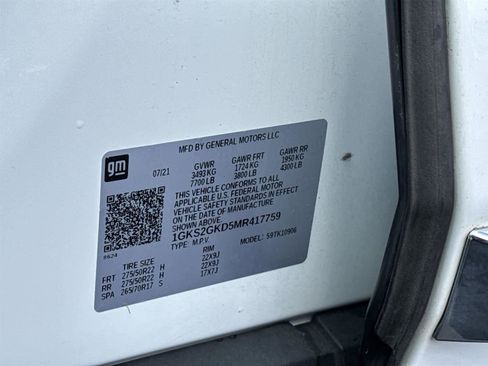 MFD BY GENERAL MOTORS LLC
gm
07/21
GVWR GAWR FRT GAWR RR
3493 KG 1724 KG 1950 KG
7700 LB 3800 LB 4300 LB
THIS VEHICLE CONFORMS TO ALL
APPLICABLE U.S. FEDERAL MOTOR
VEHICLE SAFETY STANDARDS IN EFFECT
ON THE DATE OF MANUFACTURE SHOWN ABOVE.
1GKS2GKD5MR417759
TYPE: M.P.V. 59TK10906
8624
TIRE SIZE RIM
FRT 275/50R22 H 22X9J
RR 275/50R22 H 22X9J
SPA 265/70R17 S 17X7J